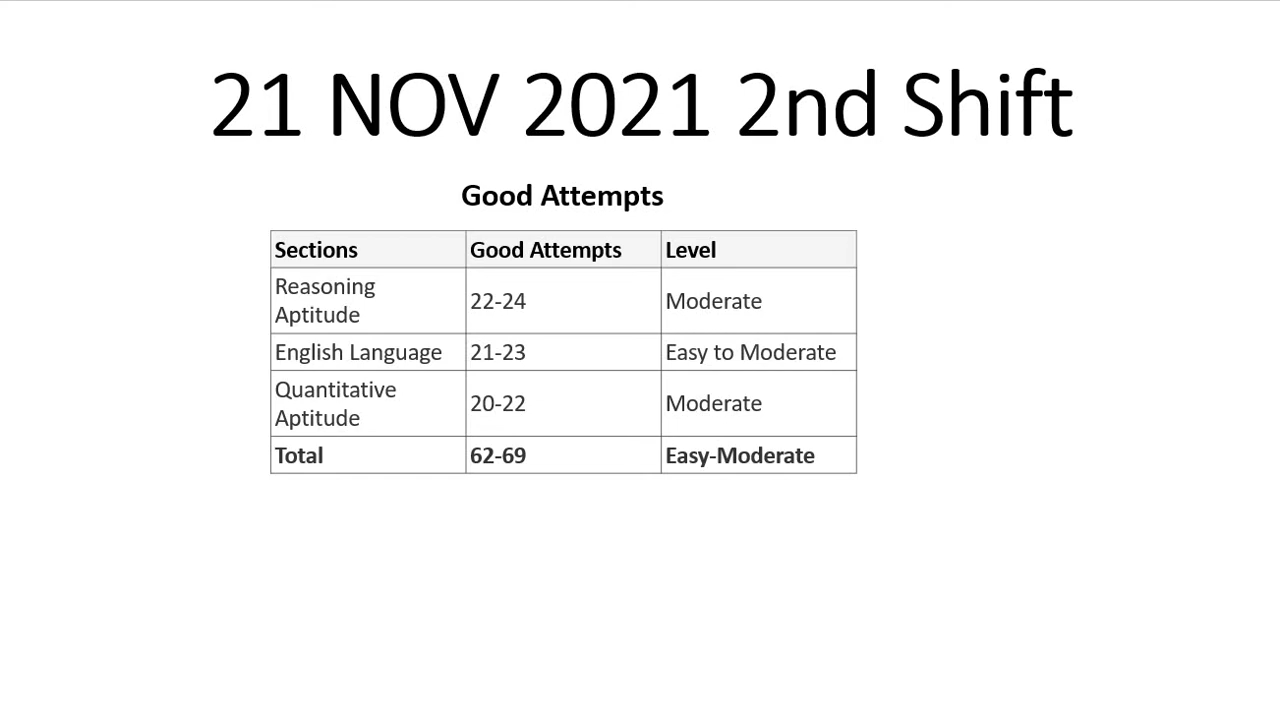 21 NOV 2021 2nd Shift
Good Attempts
Sections Good Attempts Level
Reasoning
Aptitude 22-24 Moderate
English Language 21-23 Easy to Moderate
Quantitative
Aptitude 20-22 Moderate
Total 62-69 Easy-Moderate